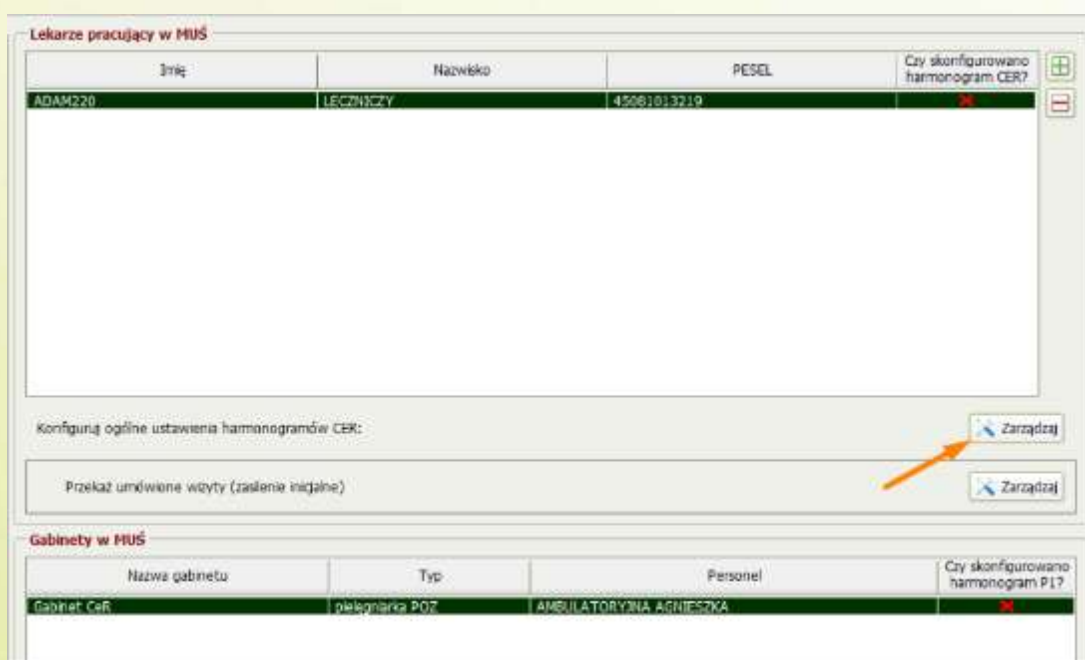 Lekarze pracujący w MUŚ
Imię Nazwisko PESEL Czy skonfigurowano
harmonogram CER?
ADAM220 LECZNICZY 45081013219
Konfiguruj ogólne ustawienia harmonogramów CER:
Zarządzaj
Przekaż umówione wizyty (zasilenie inicjalne)
Zarządzaj
Gabinety w MUŚ
Nazwa gabinetu Typ Personel Czy skonfigurowano
harmonogram P1?
Gabinet CeR pielęgniarka POZ AMBULATORYJNA AGNIESZKA